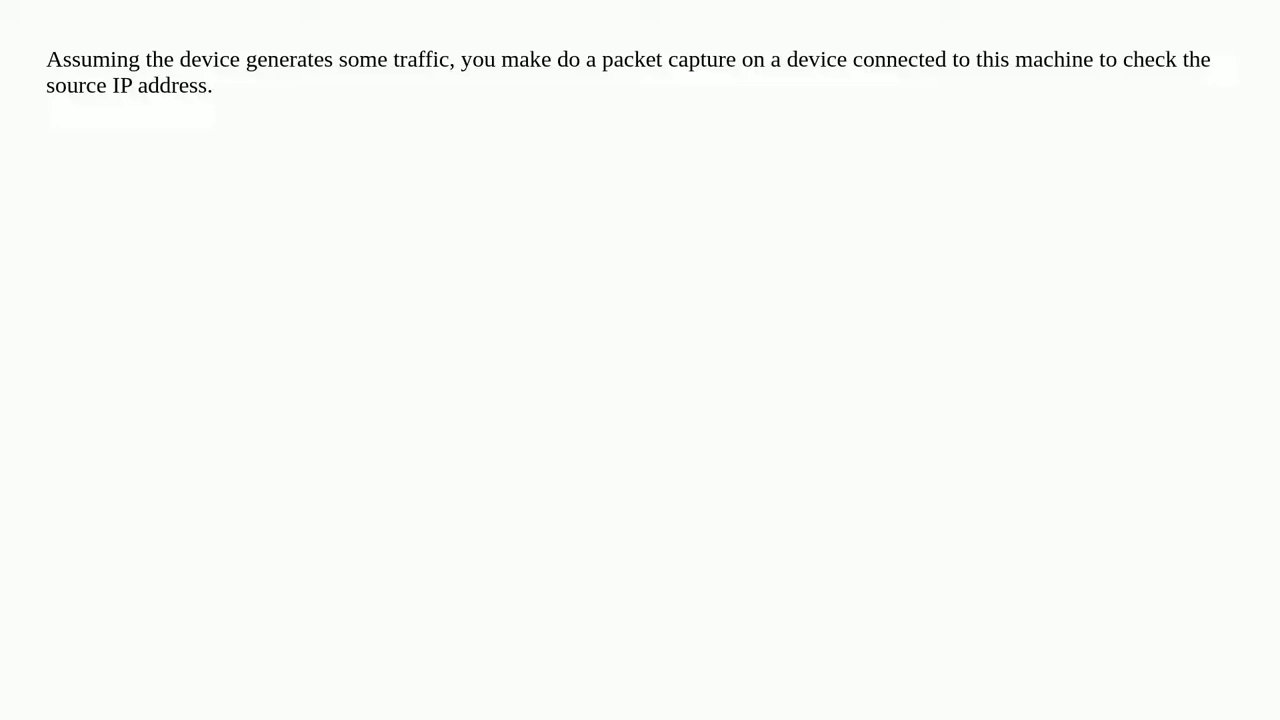 Assuming the device generates some traffic, you make do a packet capture on a device connected to this machine to check the
source IP address.